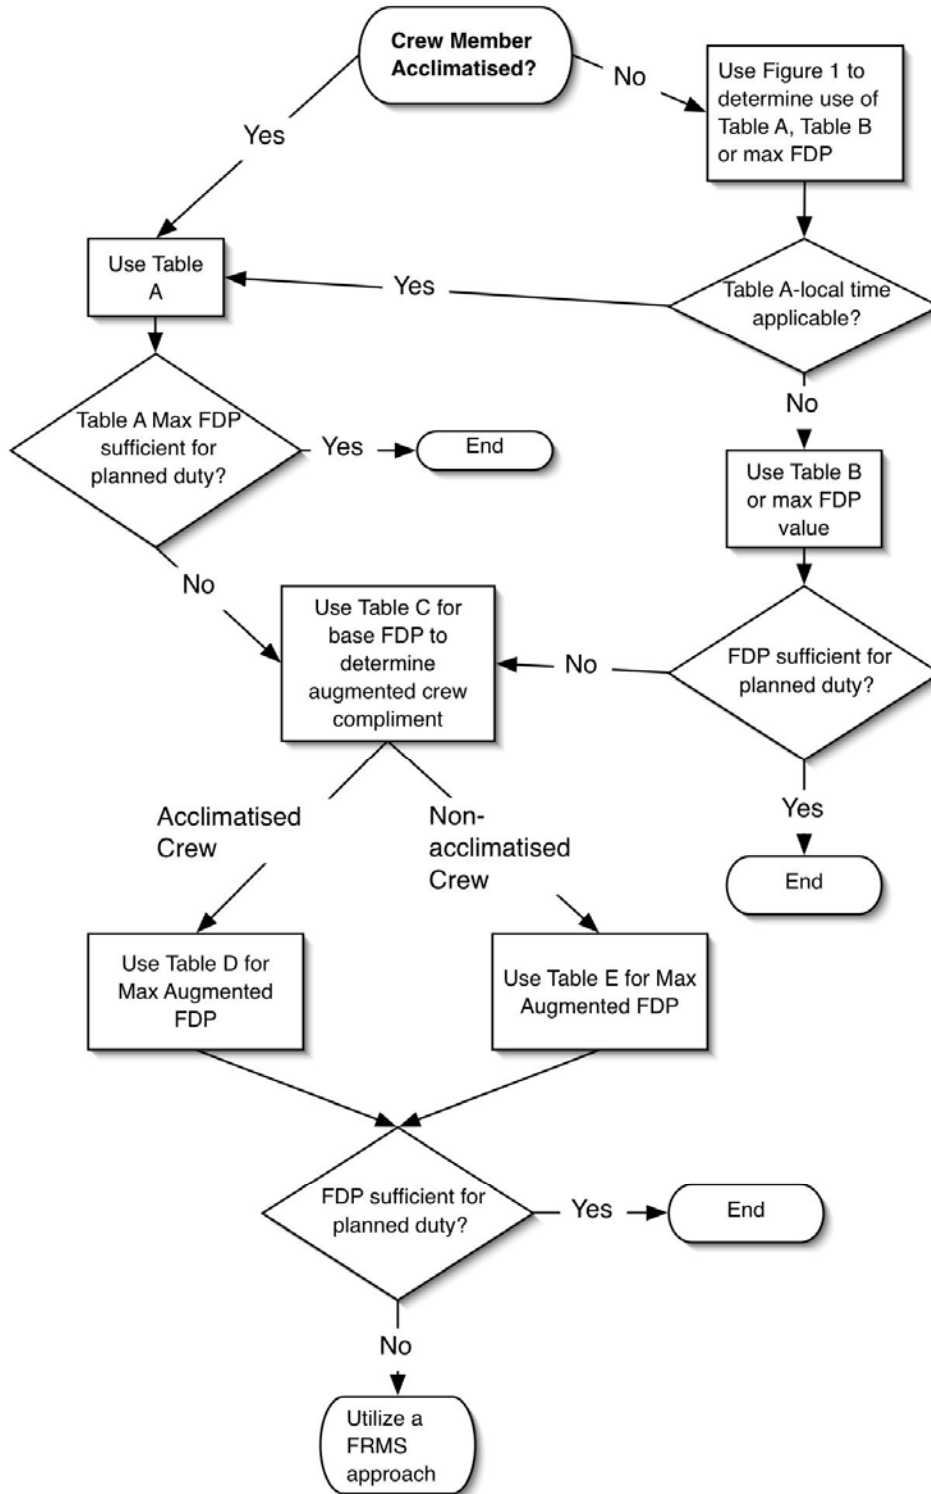 Crew Member
Acclimatised?
No
Use Figure 1 to
determine use of
Table A, Table B
or max FDP
Yes
Use Table
A
Yes
Table A-local time
applicable?
No
Table A Max FDP
sufficient for
planned duty?
Yes
End
Use Table B
or max FDP
value
No
Use Table C for
base FDP to
determine
augmented crew
compliment
No
FDP sufficient for
planned duty?
Yes
End
Acclimatised
Crew
Non-
acclimatised
Crew
Use Table D for
Max Augmented
FDP
Use Table E for Max
Augmented FDP
FDP sufficient for
planned duty?
Yes
End
No
Utilize a
FRMS
approach